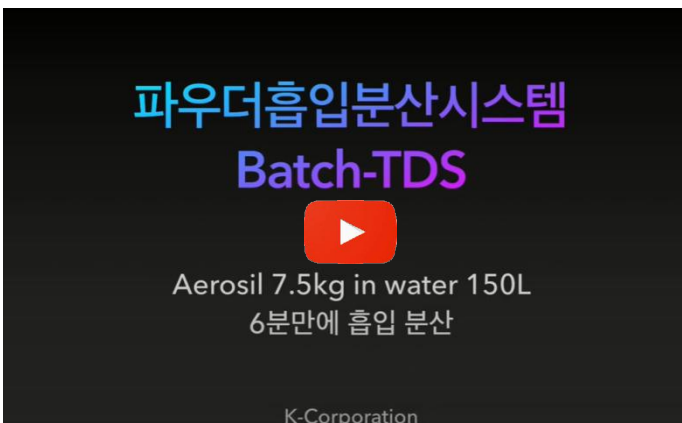 파우더흡입분산시스템
Batch-TDS
Aerosil 7.5kg in water 150L
6분만에 흡입 분산
K-Corporation